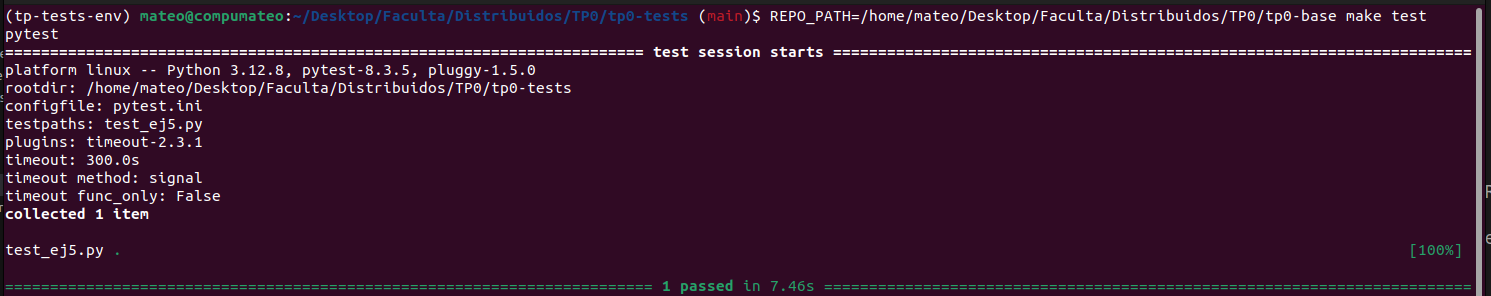 (tp-tests-env) mateo@compumateo:~/Desktop/Faculta/Distribuidos/TP0/tp0-tests (main)$ REPO_PATH=/home/mateo/Desktop/Faculta/Distribuidos/TP0/tp0-base make test
pytest
========================================================================= test session starts =========================================================================
platform linux -- Python 3.12.8, pytest-8.3.5, pluggy-1.5.0
rootdir: /home/mateo/Desktop/Faculta/Distribuidos/TP0/tp0-tests
configfile: pytest.ini
testpaths: test_ej5.py
plugins: timeout-2.3.1
timeout: 300.0s
timeout method: signal
timeout func_only: False
collected 1 item
test_ej5.py . [100%]
========================================================================== 1 passed in 7.46s ==========================================================================